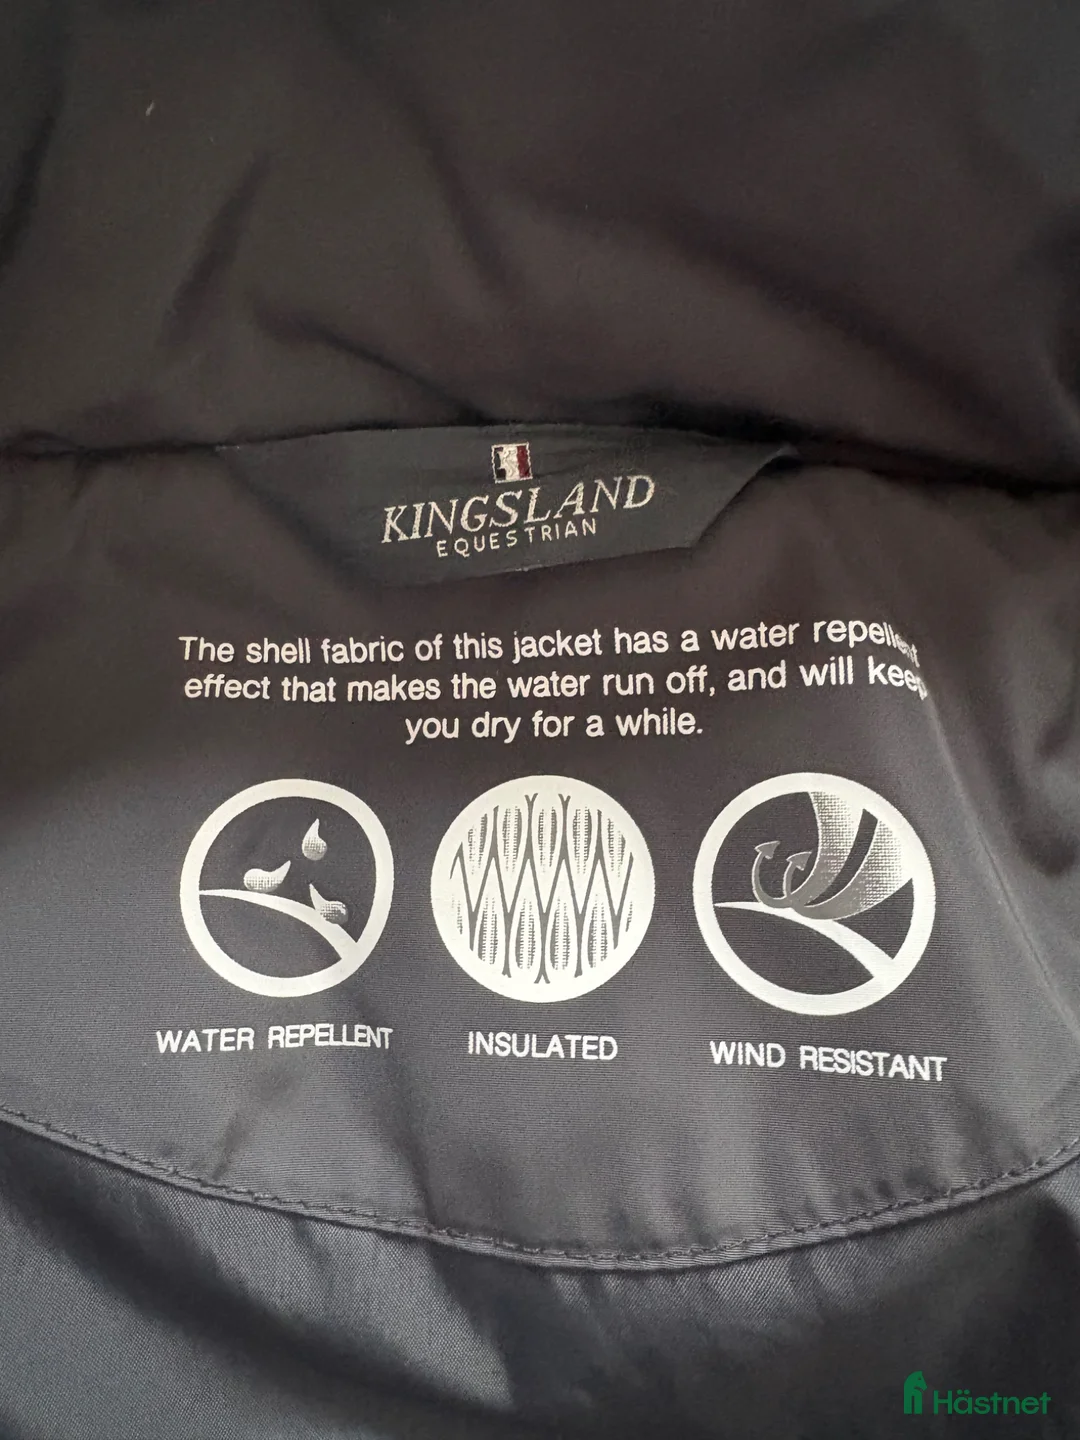 KINGSLAND
EQUESTRIAN
The shell fabric of this jacket has a water repellent
effect that makes the water run off, and will keep
you dry for a while.
WATER REPELLENT
INSULATED
WIND RESISTANT
Hästnet